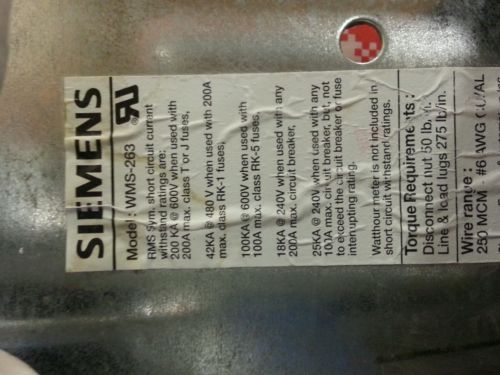 SIEMENS
Model : WMS-263
RMS Sym. short circuit current
withstand ratings are:
200 KA @ 600V when used with
200A max. class T or J fuses,
42KA @ 480V when used with 200A
max. class RK-1 fuses,
100KA @ 600V when used with
100A max. class RK-5 fuses,
18KA @ 240V when used with any
200A max. circuit breaker,
25KA @ 240V when used with any
100A max. circuit breaker, but, not
to exceed the circuit breaker or fuse
interrupting rating.
Watthour meter is not included in
short circuit withstand ratings.
Torque Requirements :
Disconnect nut 50 lb. ft.
Line & load lugs 275 lb/in.
Wire range :
250 MCM - #6 AWG CU/AL